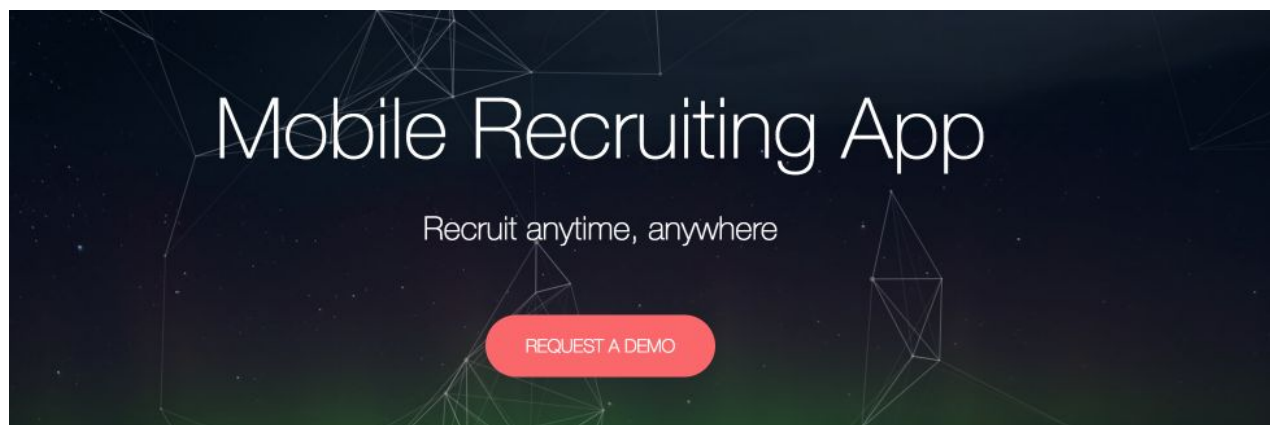 Mobile Recruiting App
Recruit anytime, anywhere
REQUEST A DEMO